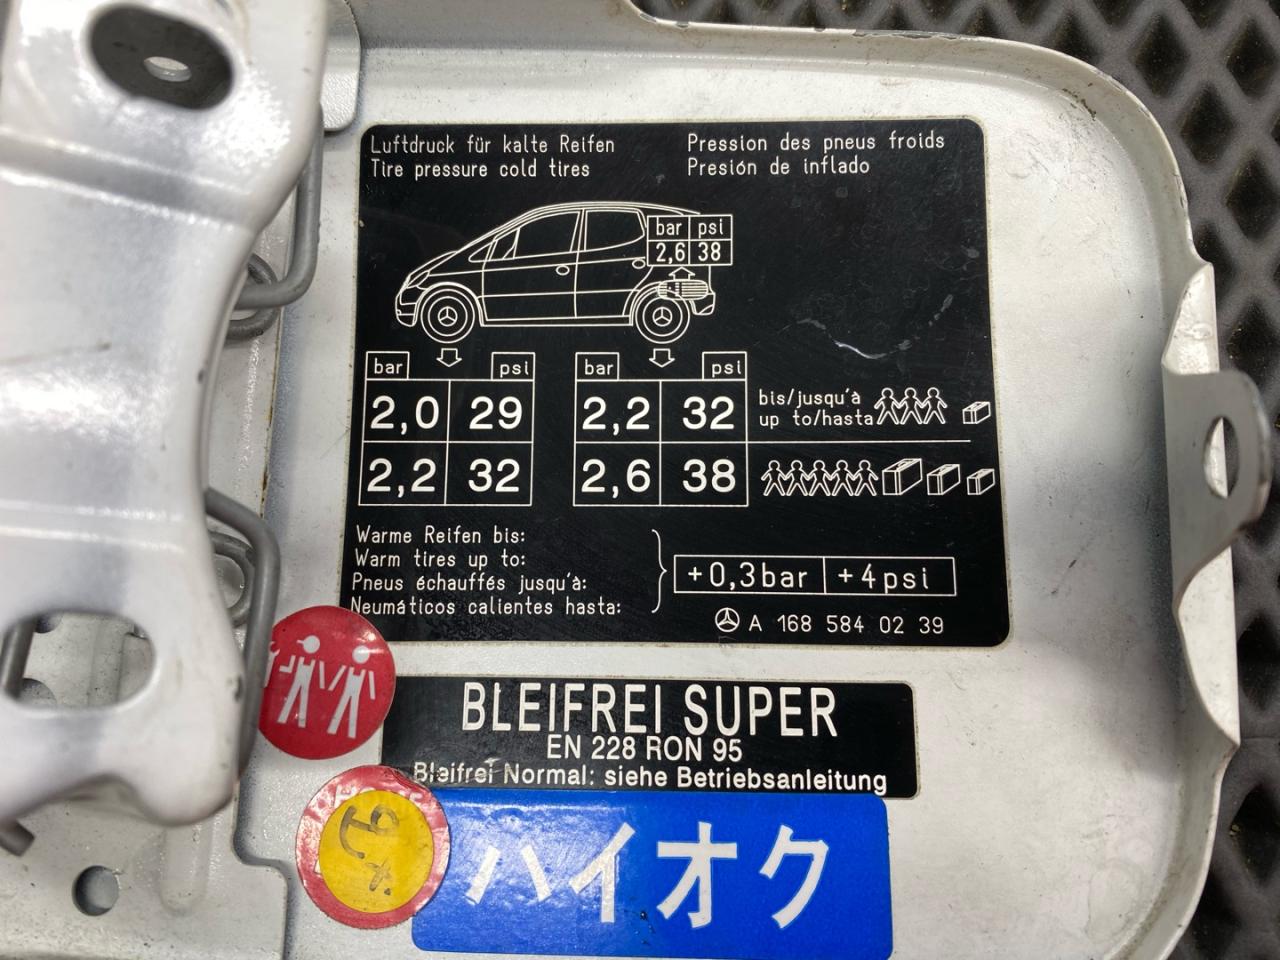 Luftdruck für kalte Reifen
Tire pressure cold tires
Pression des pneus froids
Presión de inflado
bar psi
2,6 38
bar psi
2,0 29
2,2 32
bar psi
2,2 32
2,6 38
bis/jusqu'à
up to/hasta
Warme Reifen bis:
Warm tires up to:
Pneus échauffés jusqu'à:
Neumáticos calientes hasta:
+0,3bar +4psi
A 168 584 02 39
BLEIFREI SUPER
EN 228 RON 95
Bleifrei Normal: siehe Betriebsanleitung
ハイオク